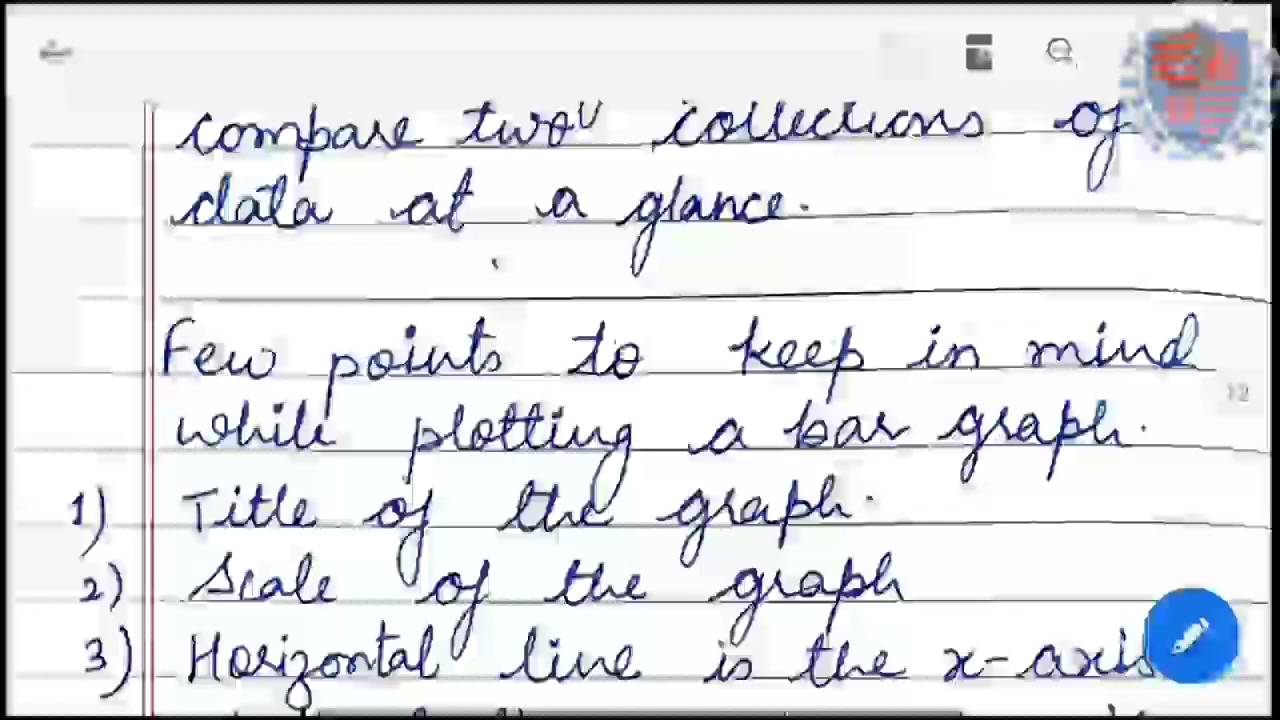 compare two collections of
data at a glance.
Few points to keep in mind
while plotting a bar graph.
12
1) Title of the graph.
2) Scale of the graph
3) Horizontal line is the x-axis